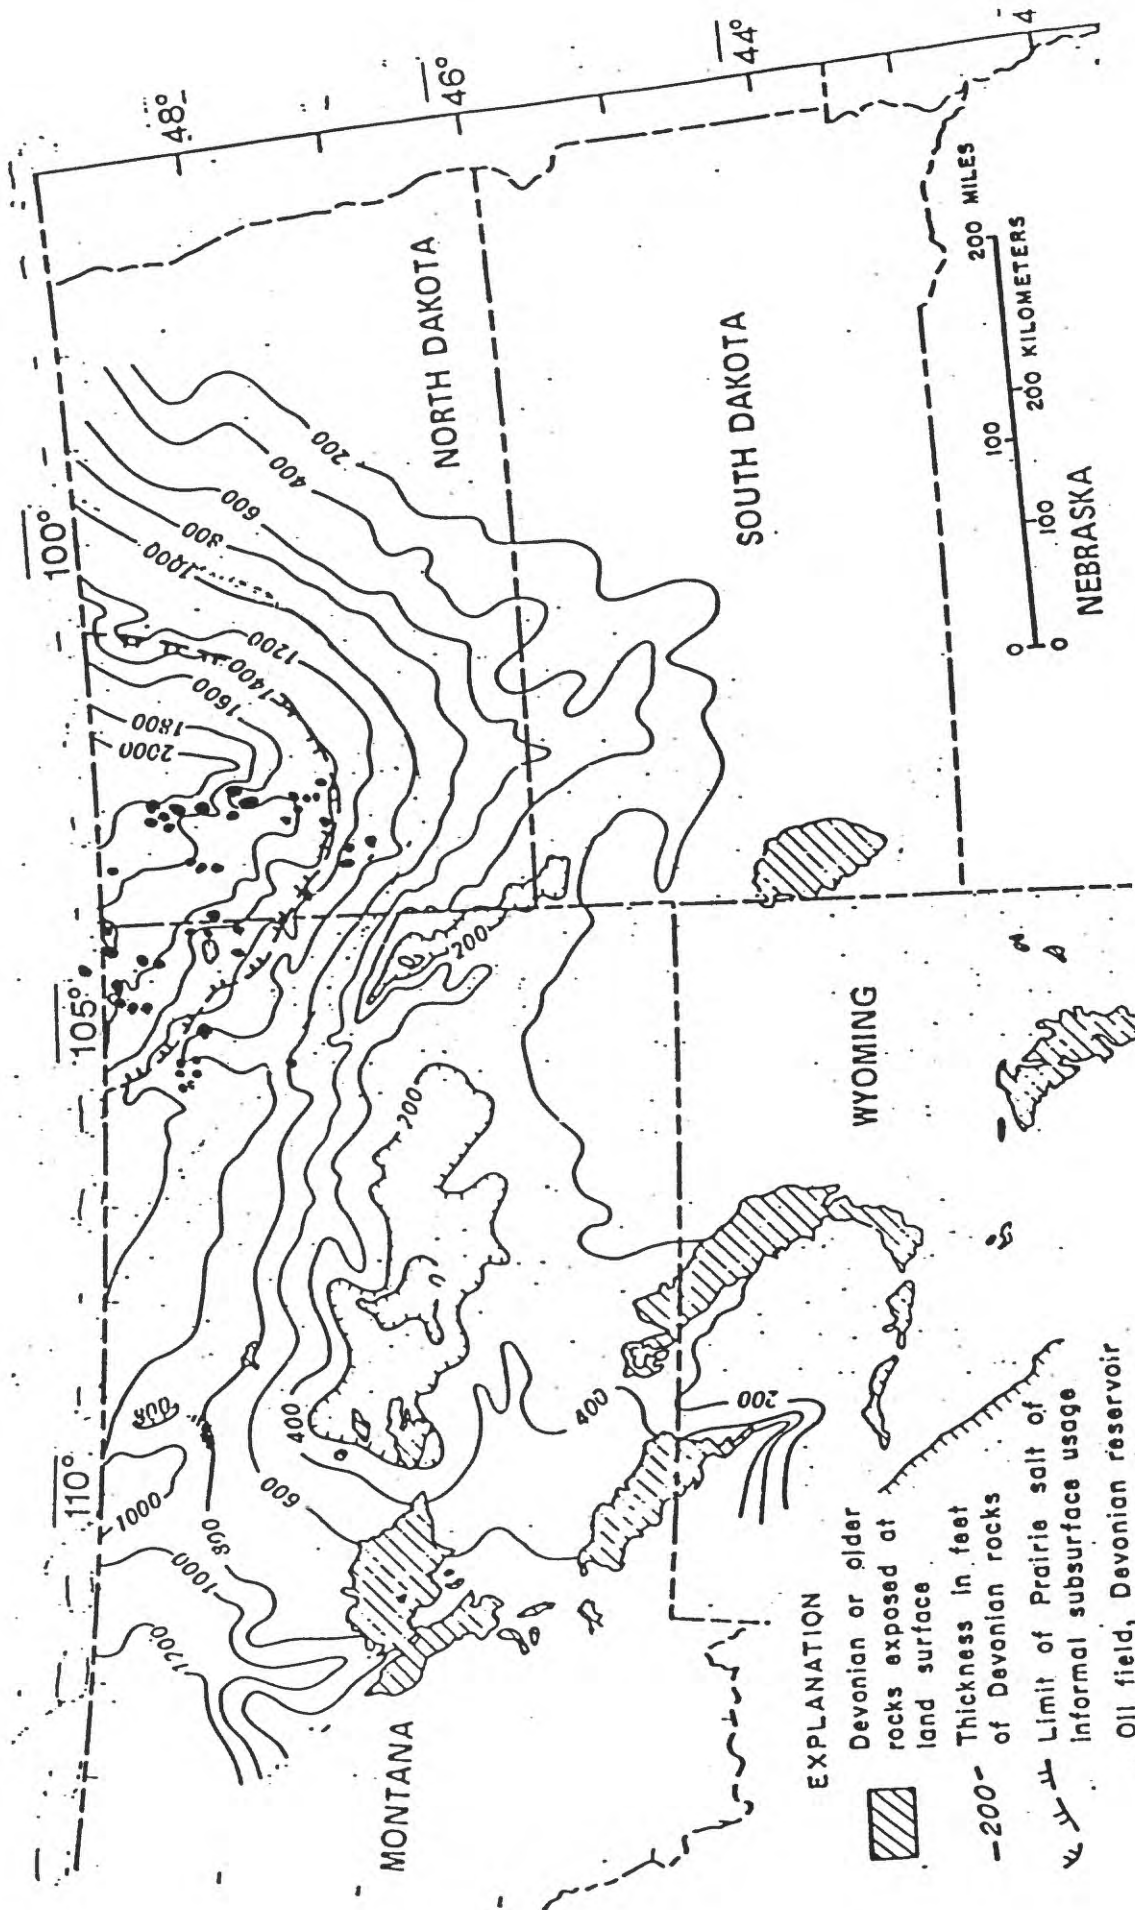 110°
105°
100°
48°
46°
44°
4
MONTANA
NORTH DAKOTA
SOUTH DAKOTA
WYOMING
NEBRASKA
1200
1000
800
1000
600
400
400
200
200
200
2000
1800
1600
1400
1200
1000
800
600
400
200
0 100 200 MILES
0 100 200 KILOMETERS
EXPLANATION
Devonian or older
rocks exposed at
land surface
-200- Thickness in feet
of Devonian rocks
Limit of Prairie salt of
informal subsurface usage
Oil field, Devonian reservoir